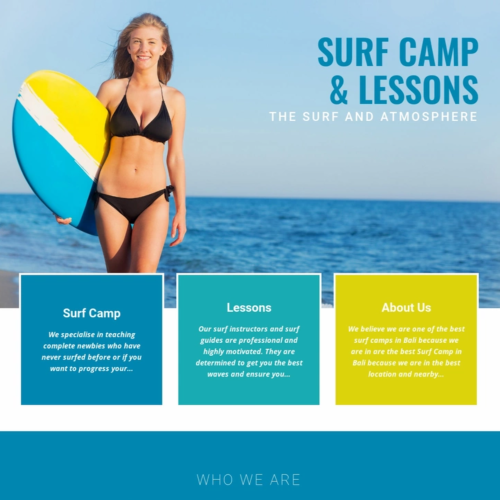 SURF CAMP
& LESSONS
THE SURF AND ATMOSPHERE
Surf Camp
We specialise in teaching
complete newbies who have
never surfed before or if you
want to progress your...
Lessons
Our surf instructors and surf
guides are professional and
highly motivated. They are
determined to get you the best
waves and ensure you...
About Us
We believe we are one of the best
surf camps in Bali because we
are in are the best Surf Camp in
Bali because we are in the best
location and nearby...
WHO WE ARE